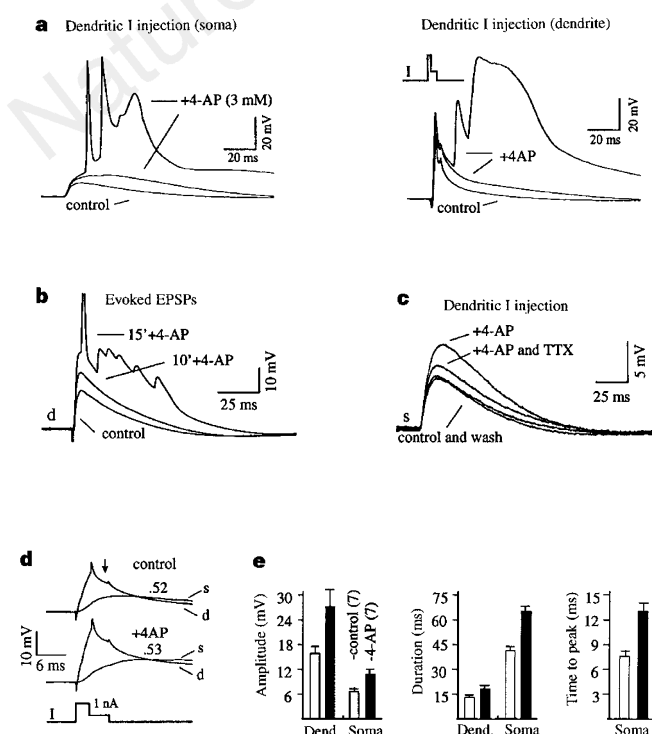 Nature
a Dendritic I injection (soma)
+4-AP (3 mM)
20 mV
20 ms
control
Dendritic I injection (dendrite)
I
20 mV
20 ms
+4AP
control
b Evoked EPSPs
15'+4-AP
10'+4-AP
10 mV
25 ms
d
control
c Dendritic I injection
+4-AP
+4-AP and TTX
5 mV
25 ms
s
control and wash
d
control
.52
s
d
+4AP
.53
s
d
10 mV
6 ms
1 nA
I
e
Amplitude (mV)
30
24
18
12
6
-control (7)
-4-AP (7)
Dend. Soma
Duration (ms)
75
60
45
30
15
Dend. Soma
Time to peak (ms)
15
12
9
6
3
Soma